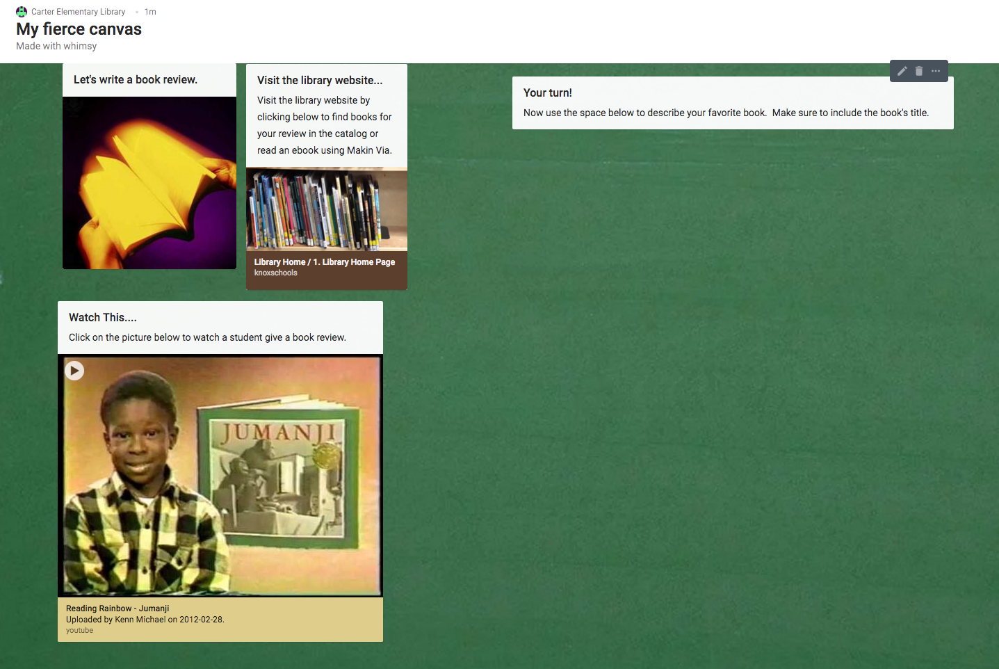 Carter Elementary Library • 1m
My fierce canvas
Made with whimsy
Let's write a book review.
Visit the library website...
Visit the library website by
clicking below to find books for
your review in the catalog or
read an ebook using Makin Via.
Library Home / 1. Library Home Page
knoxschools
Your turn!
Now use the space below to describe your favorite book.  Make sure to include the book's title.
Watch This....
Click on the picture below to watch a student give a book review.
JUMANJI
Reading Rainbow - Jumanji
Uploaded by Kenn Michael on 2012-02-28.
youtube